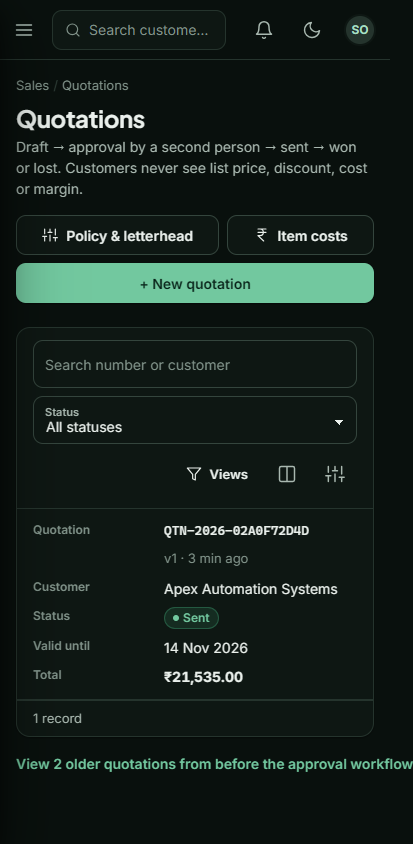 Search custome...
SO
Sales / Quotations
Quotations
Draft → approval by a second person → sent → won
or lost. Customers never see list price, discount, cost
or margin.
Policy & letterhead
₹ Item costs
+ New quotation
Search number or customer
Status
All statuses
Views
Quotation QTN-2026-02A0F72D4D
v1 · 3 min ago
Customer Apex Automation Systems
Status Sent
Valid until 14 Nov 2026
Total ₹21,535.00
1 record
View 2 older quotations from before the approval workflow